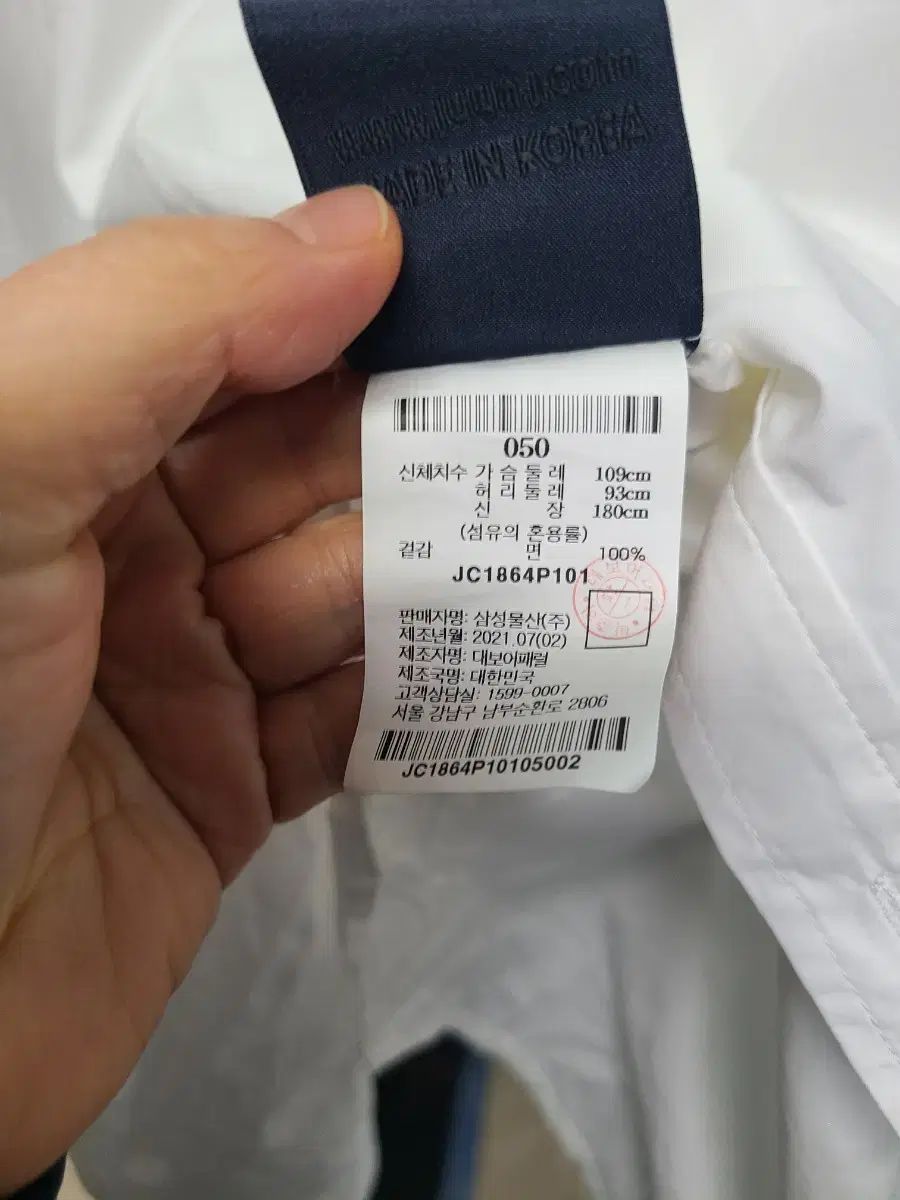 www.juunj.com
MADE IN KOREA
050
신체치수 가슴둘레 109cm
허리둘레 93cm
신장 180cm
(섬유의 혼용률)
겉감 면 100%
JC1864P101
판매자명: 삼성물산(주)
제조년월: 2021.07(02)
제조자명: 대보어패럴
제조국명: 대한민국
고객상담실: 1599-0007
서울 강남구 남부순환로 2806
JC1864P10105002